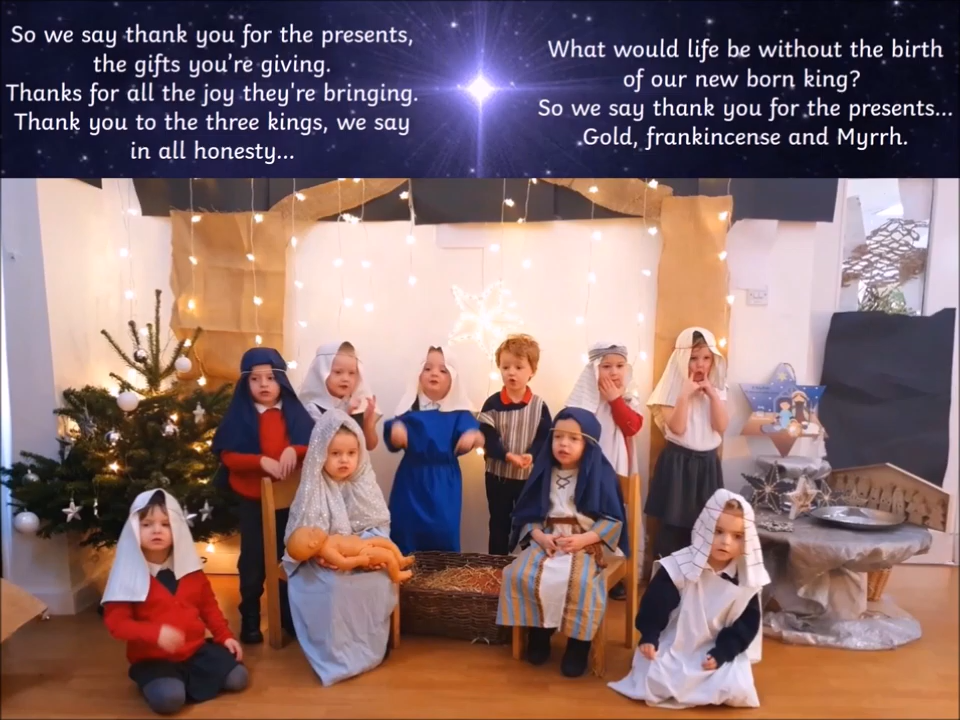 So we say thank you for the presents,
the gifts you're giving.
Thanks for all the joy they're bringing.
Thank you to the three kings, we say
in all honesty...
What would life be without the birth
of our new born king?
So we say thank you for the presents...
Gold, frankincense and Myrrh.